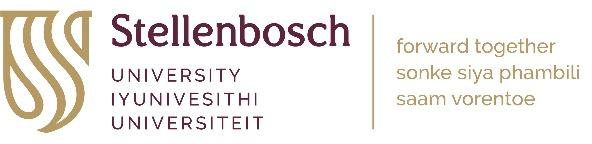 Stellenbosch
UNIVERSITY
IYUNIVESITHI
UNIVERSITEIT
forward together
sonke siya phambili
saam vorentoe